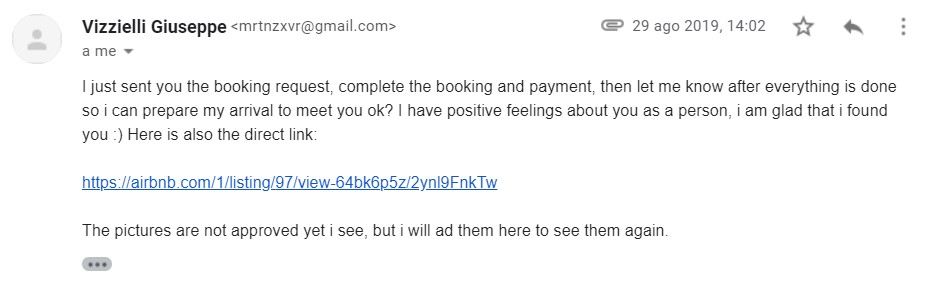 Vizzielli Giuseppe <mrtnzxvr@gmail.com> 29 ago 2019, 14:02
a me
I just sent you the booking request, complete the booking and payment, then let me know after everything is done
so i can prepare my arrival to meet you ok? I have positive feelings about you as a person, i am glad that i found
you :) Here is also the direct link:
https://airbnb.com/1/listing/97/view-64bk6p5z/2ynl9FnkTw
The pictures are not approved yet i see, but i will ad them here to see them again.